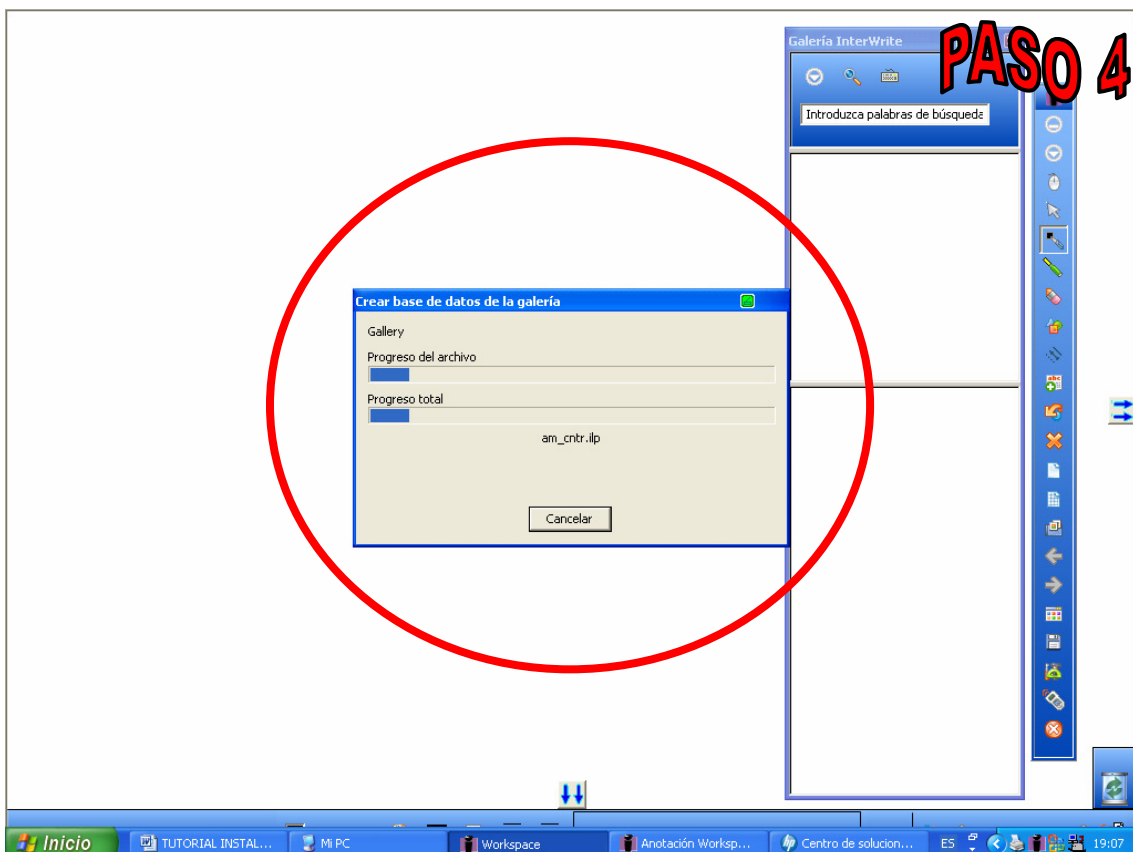 Galería InterWrite
PASO 4
Introduzca palabras de búsqueda
Crear base de datos de la galería
Gallery
Progreso del archivo
Progreso total
am_cntr.ilp
Cancelar
abc
Inicio
TUTORIAL INSTAL...
Mi PC
Workspace
Anotación Worksp...
Centro de solucion...
ES
19:07